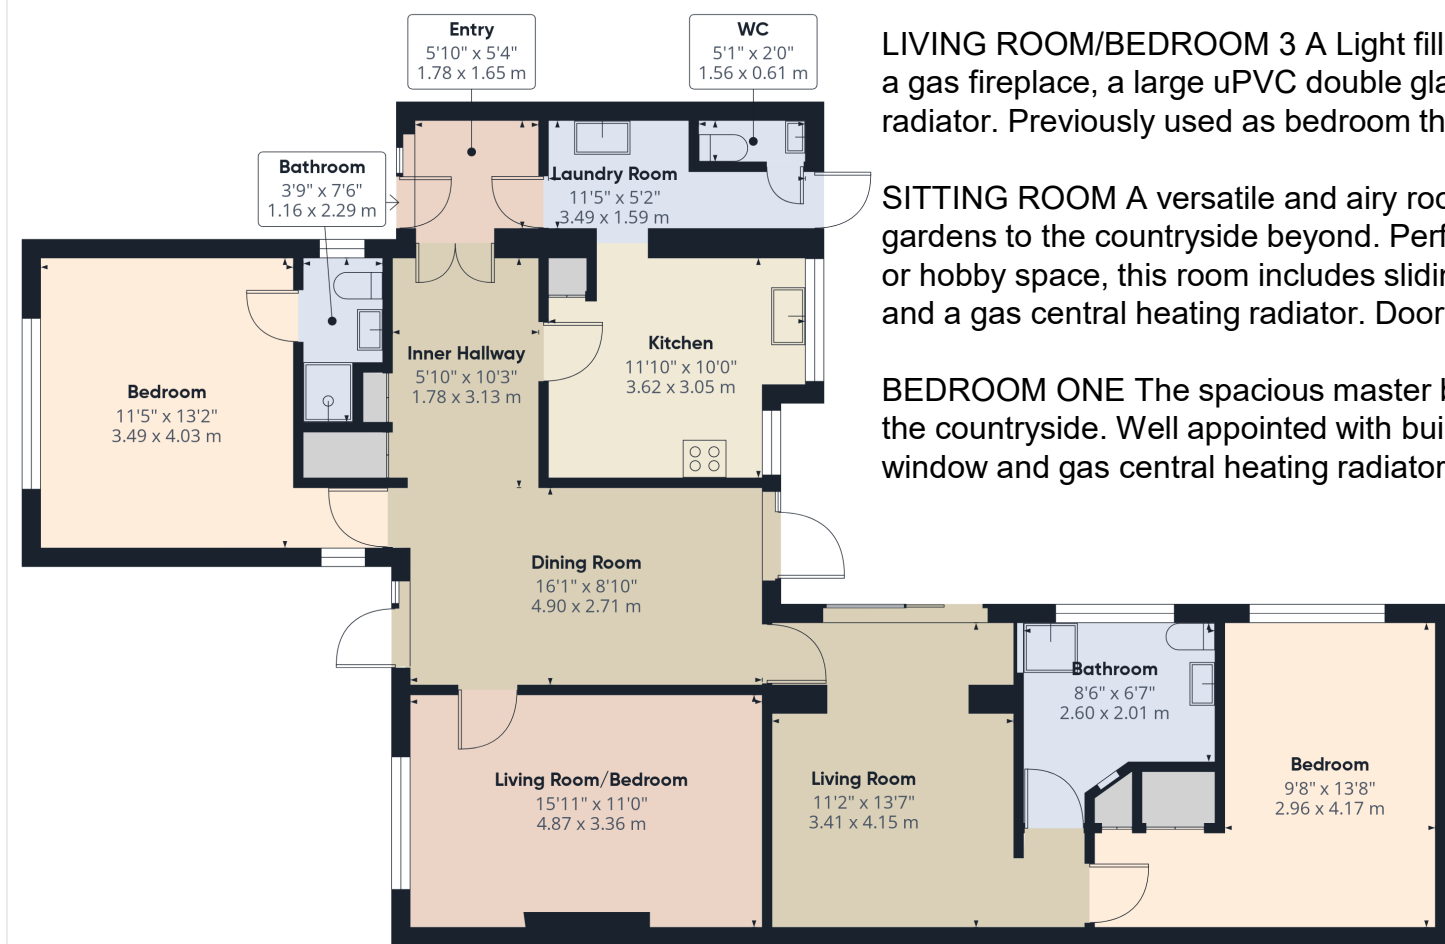 Entry
5'10" x 5'4"
1.78 x 1.65 m
WC
5'1" x 2'0"
1.56 x 0.61 m
Bathroom
3'9" x 7'6"
1.16 x 2.29 m
Laundry Room
11'5" x 5'2"
3.49 x 1.59 m
Bedroom
11'5" x 13'2"
3.49 x 4.03 m
Inner Hallway
5'10" x 10'3"
1.78 x 3.13 m
Kitchen
11'10" x 10'0"
3.62 x 3.05 m
Dining Room
16'1" x 8'10"
4.90 x 2.71 m
Living Room/Bedroom
15'11" x 11'0"
4.87 x 3.36 m
Living Room
11'2" x 13'7"
3.41 x 4.15 m
Bathroom
8'6" x 6'7"
2.60 x 2.01 m
Bedroom
9'8" x 13'8"
2.96 x 4.17 m
LIVING ROOM/BEDROOM 3 A Light fill
a gas fireplace, a large uPVC double gla
radiator. Previously used as bedroom th
SITTING ROOM A versatile and airy roo
gardens to the countryside beyond. Perf
or hobby space, this room includes slidin
and a gas central heating radiator. Door
BEDROOM ONE The spacious master b
the countryside. Well appointed with bui
window and gas central heating radiator